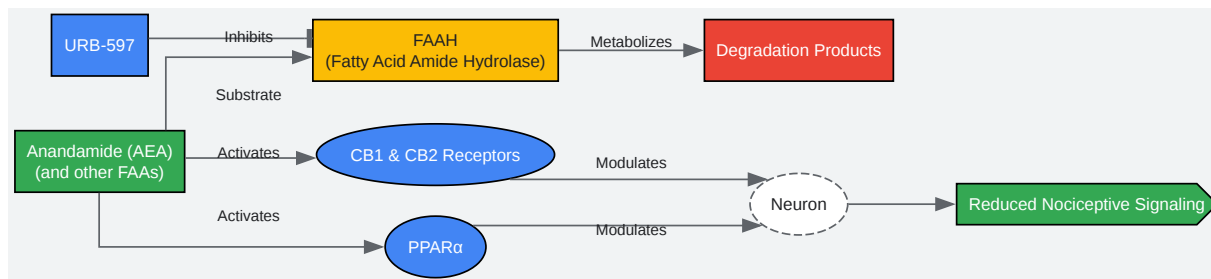 URB-597
Inhibits
FAAH
(Fatty Acid Amide Hydrolase)
Metabolizes
Degradation Products
Substrate
Anandamide (AEA)
(and other FAAs)
Activates
CB1 & CB2 Receptors
Modulates
Neuron
Reduced Nociceptive Signaling
Activates
PPARα
Modulates